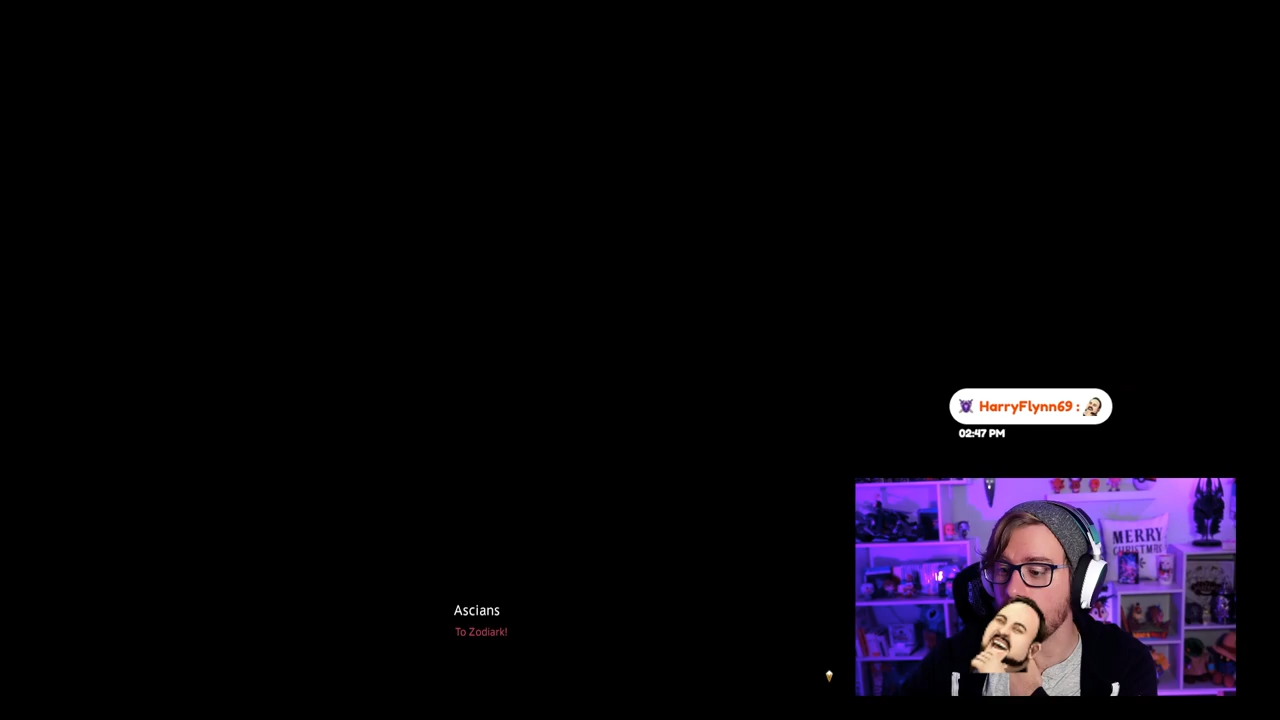 HarryFlynn69 :
02:47 PM
MERRY
CHRISTMAS
Ascians
To Zodiark!